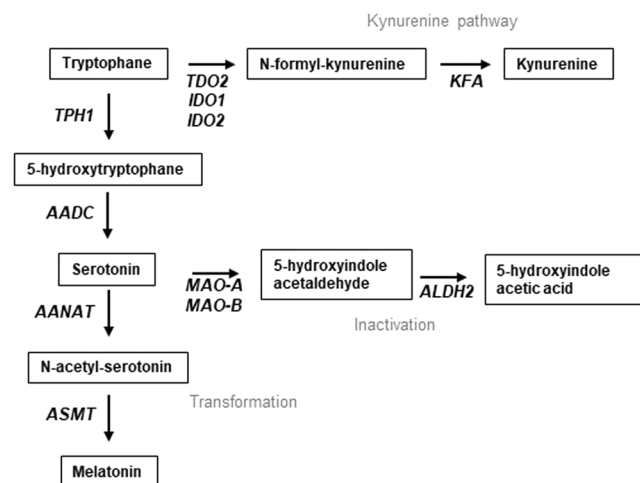 Kynurenine pathway
Tryptophane
N-formyl-kynurenine
Kynurenine
TDO2
IDO1
IDO2
KFA
TPH1
5-hydroxytryptophane
AADC
Serotonin
MAO-A
MAO-B
5-hydroxyindole
acetaldehyde
ALDH2
5-hydroxyindole
acetic acid
AANAT
Inactivation
N-acetyl-serotonin
Transformation
ASMT
Melatonin